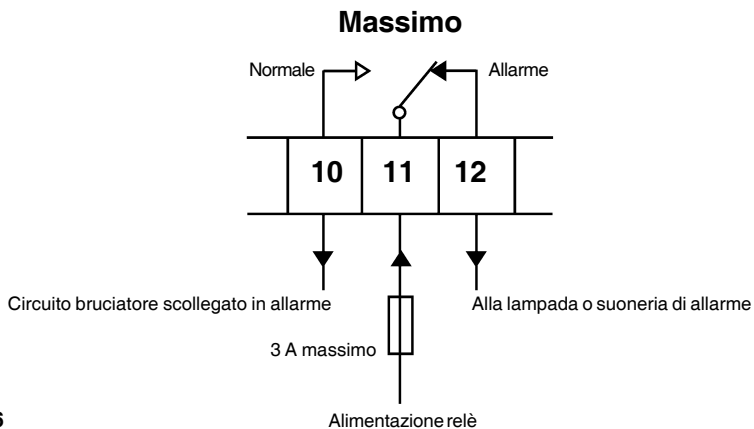 Massimo
Normale
Allarme
10
11
12
Circuito bruciatore scollegato in allarme
Alla lampada o suoneria di allarme
3 A massimo
6
Alimentazione relè